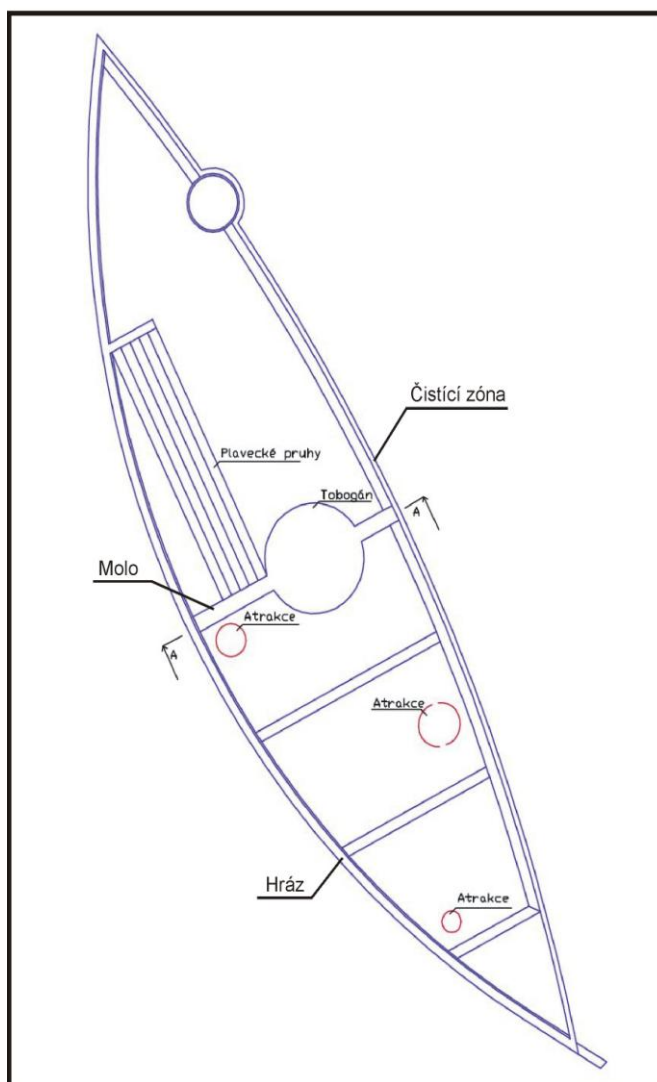 Čistící zóna
Plavecké pruhy
Tobogán
A
Molo
Atrakce
A
Atrakce
Hráz
Atrakce